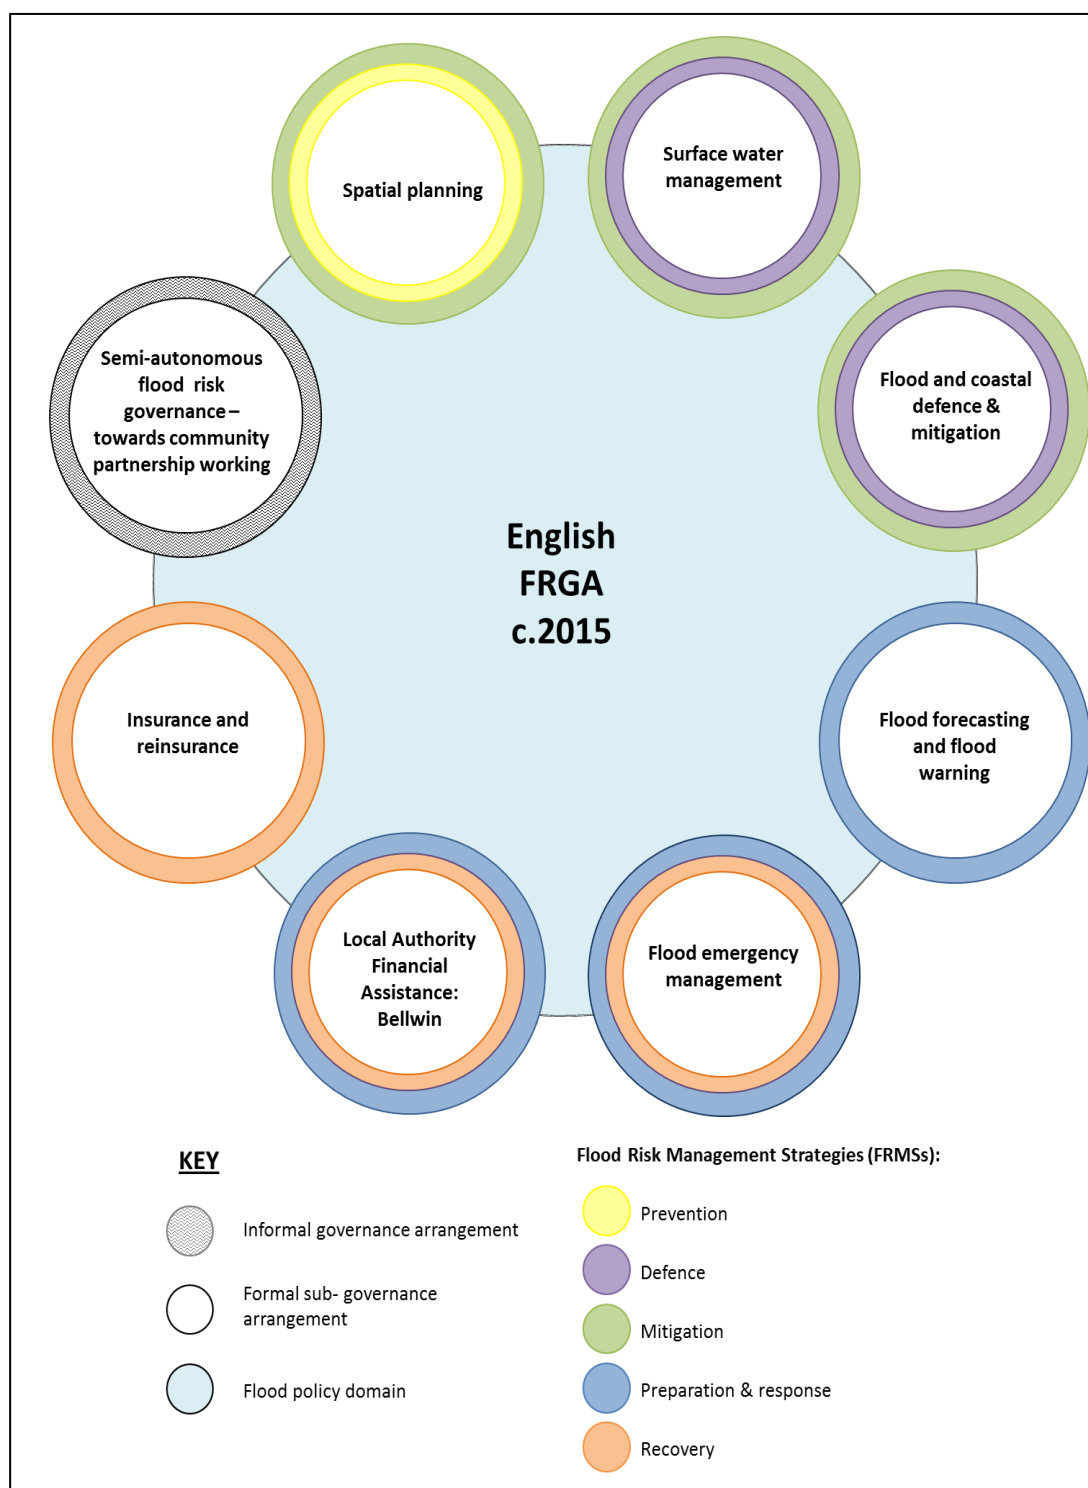 Spatial planning
Surface water
management
Semi-autonomous
flood risk
governance –
towards community
partnership working
Flood and coastal
defence &
mitigation
English
FRGA
c.2015
Insurance and
reinsurance
Flood forecasting
and flood
warning
Local Authority
Financial
Assistance:
Bellwin
Flood emergency
management
KEY
Informal governance arrangement
Formal sub- governance
arrangement
Flood policy domain
Flood Risk Management Strategies (FRMSs):
Prevention
Defence
Mitigation
Preparation & response
Recovery